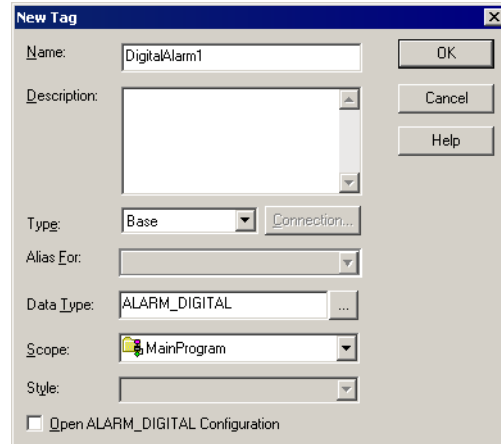 New Tag
Name: DigitalAlarm1 OK
Description: Cancel
Help
Type: Base Connection...
Alias For:
Data Type: ALARM_DIGITAL ...
Scope: MainProgram
Style:
Open ALARM_DIGITAL Configuration